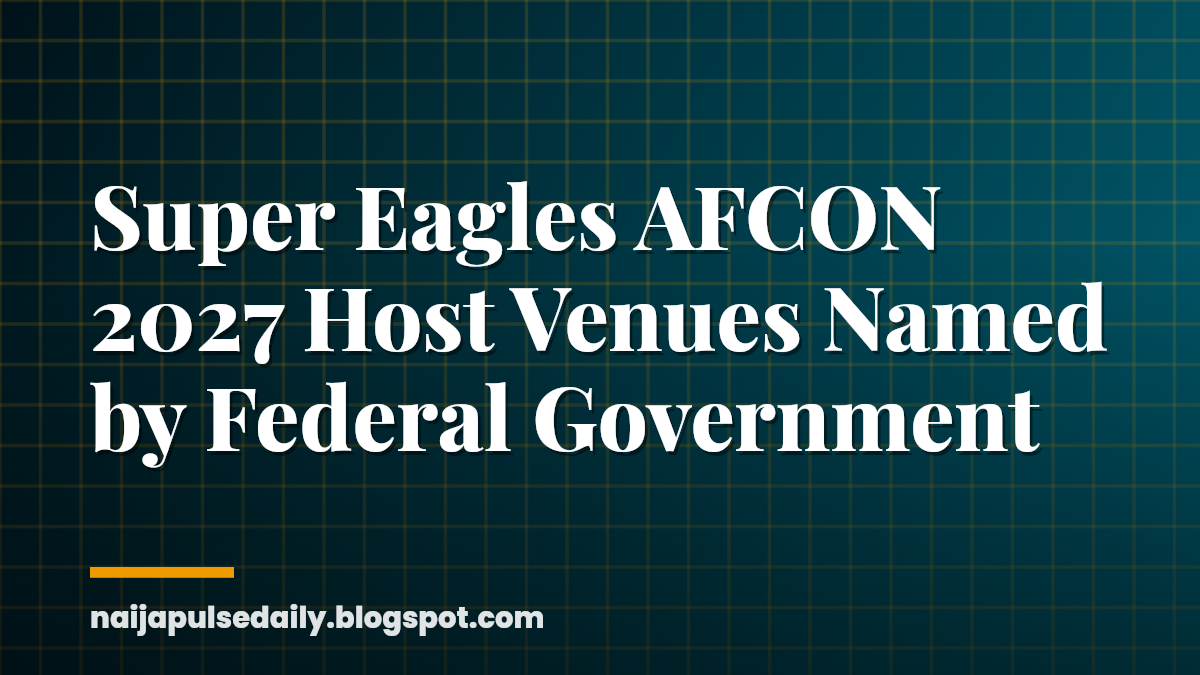 Super Eagles AFCON
2027 Host Venues Named
by Federal Government
naijapulsedaily.blogspot.com